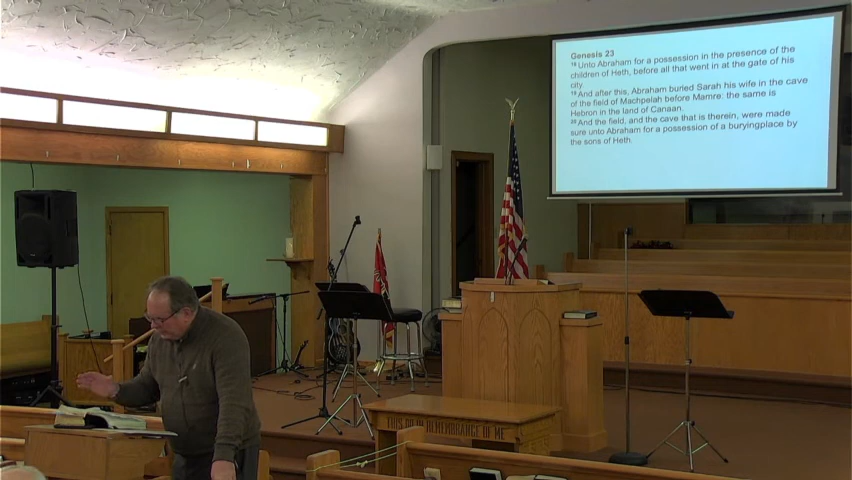 Genesis 23
18 Unto Abraham for a possession in the presence of the
children of Heth, before all that went in at the gate of his
city.
19 And after this, Abraham buried Sarah his wife in the cave
of the field of Machpelah before Mamre: the same is
Hebron in the land of Canaan.
20 And the field, and the cave that is therein, were made
sure unto Abraham for a possession of a buryingplace by
the sons of Heth.
THIS DO IN REMEMBRANCE OF ME